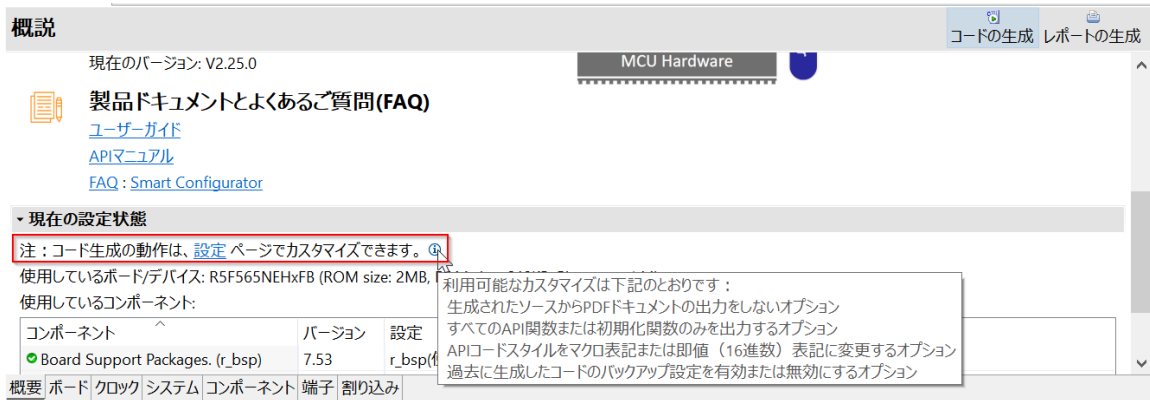 概説
コードの生成 レポートの生成
現在のバージョン: V2.25.0
MCU Hardware
製品ドキュメントとよくあるご質問(FAQ)
ユーザーガイド
APIマニュアル
FAQ : Smart Configurator
現在の設定状態
注：コード生成の動作は、設定 ページでカスタマイズできます。
使用しているボード/デバイス: R5F565NEHxFB (ROM size: 2MB,
使用しているコンポーネント:
利用可能なカスタマイズは下記のとおりです：
生成されたソースからPDFドキュメントの出力をしないオプション
すべてのAPI関数または初期化関数のみを出力するオプション
APIコードスタイルをマクロ表記または即値（16進数）表記に変更するオプション
過去に生成したコードのバックアップ設定を有効または無効にするオプション
コンポーネント バージョン 設定
Board Support Packages. (r_bsp) 7.53 r_bsp(
概要 ボード クロック システム コンポーネント 端子 割り込み